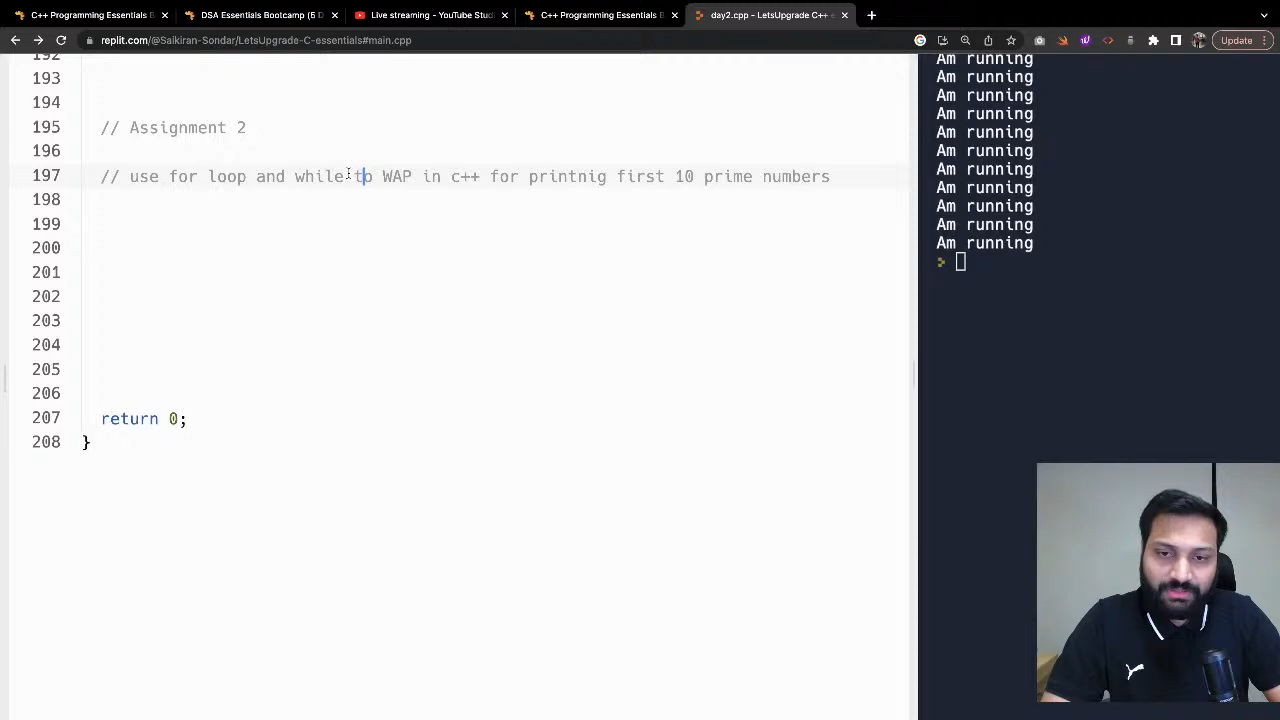 C++ Programming Essentials B
DSA Essentials Bootcamp (5 D
Live streaming - YouTube Stud
C++ Programming Essentials B
day2.cpp - LetsUpgrade C++ e
replit.com/@Saikiran-Sondar/LetsUpgrade-C-essentials#main.cpp
Update
192
193
194
195 // Assignment 2
196
197 // use for loop and while to WAP in c++ for printnig first 10 prime numbers
198
199
200
201
202
203
204
205
206
207 return 0;
208 }
Am running
Am running
Am running
Am running
Am running
Am running
Am running
Am running
Am running
Am running
Am running
>